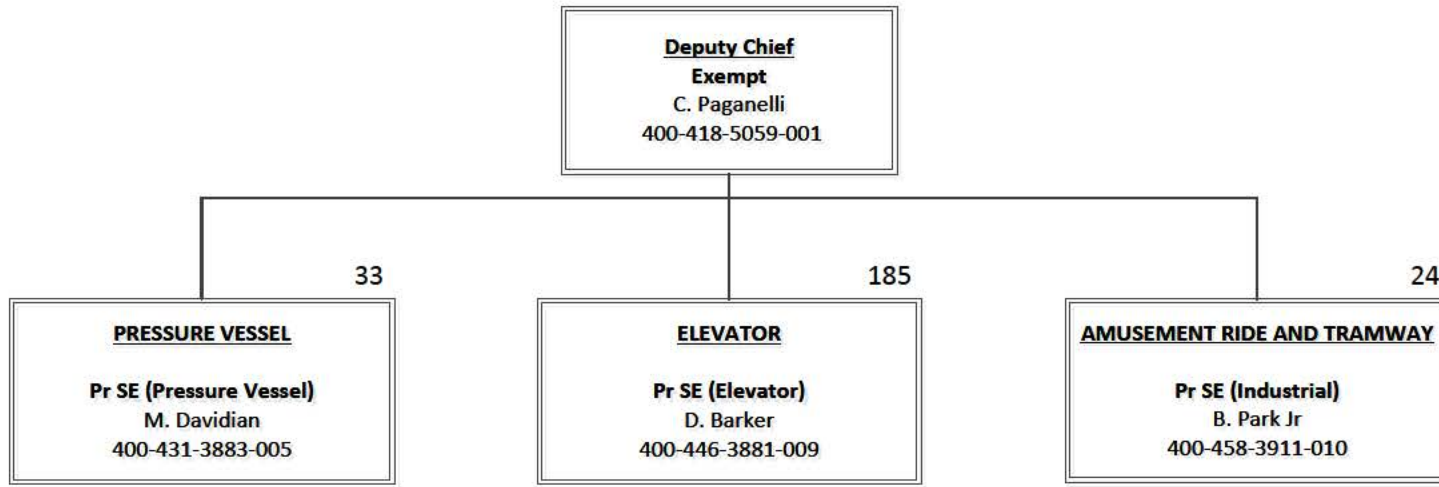 Deputy Chief
Exempt
C. Paganelli
400-418-5059-001
33
PRESSURE VESSEL
Pr SE (Pressure Vessel)
M. Davidian
400-431-3883-005
185
ELEVATOR
Pr SE (Elevator)
D. Barker
400-446-3881-009
24
AMUSEMENT RIDE AND TRAMWAY
Pr SE (Industrial)
B. Park Jr
400-458-3911-010